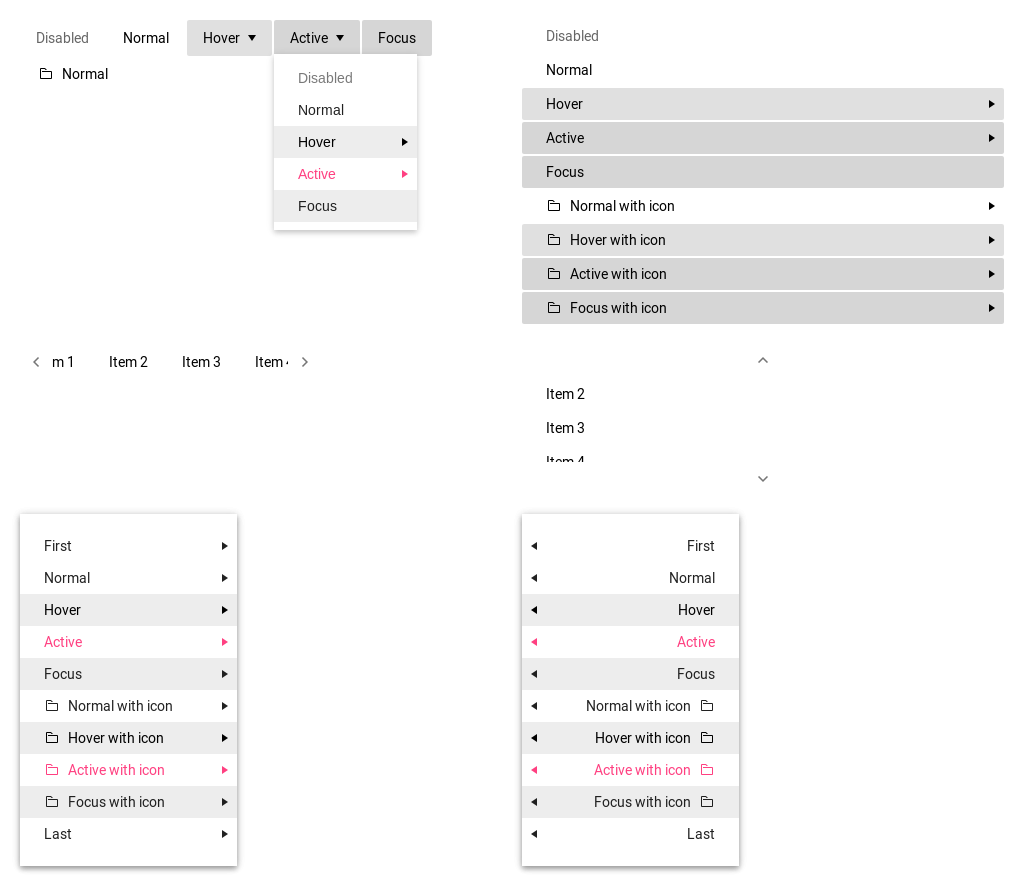 Disabled Normal Hover Active Focus
Normal
Disabled
Normal
Hover
Active
Focus
Disabled
Normal
Hover
Active
Focus
Normal with icon
Hover with icon
Active with icon
Focus with icon
m 1 Item 2 Item 3 Item 4
Item 2
Item 3
Item 4
First
Normal
Hover
Active
Focus
Normal with icon
Hover with icon
Active with icon
Focus with icon
Last
First
Normal
Hover
Active
Focus
Normal with icon
Hover with icon
Active with icon
Focus with icon
Last